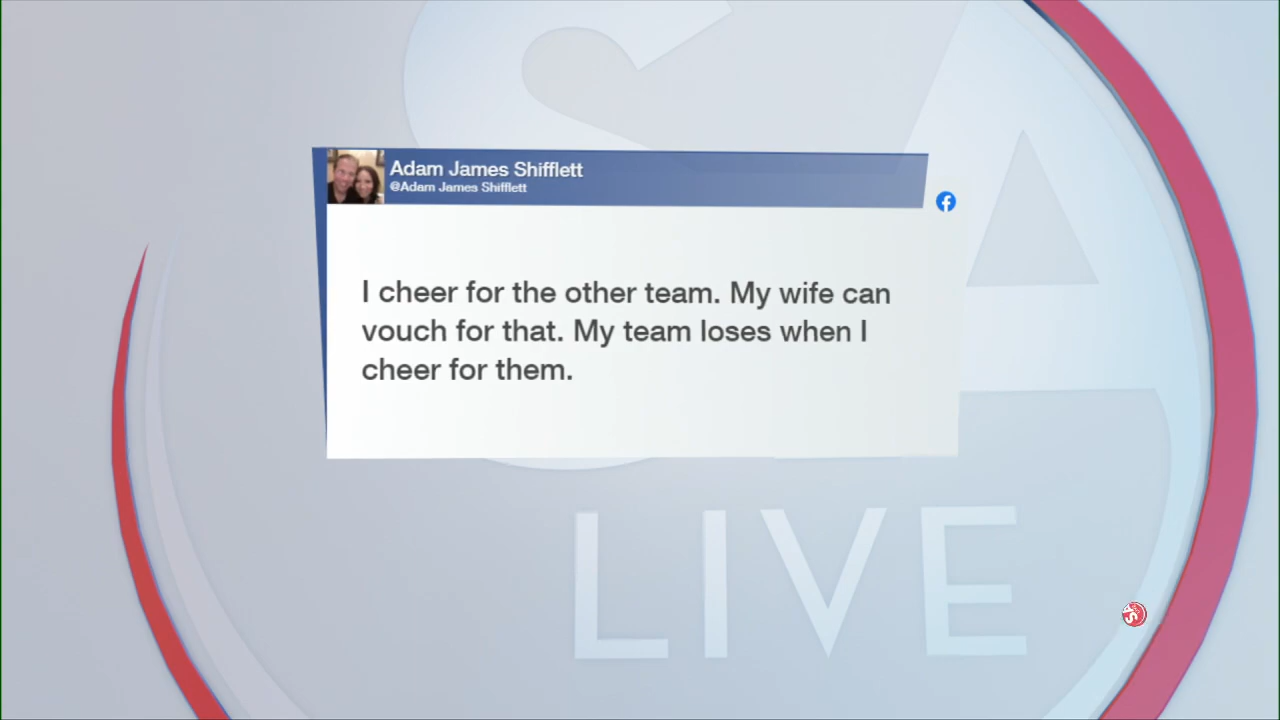 SA
Adam James Shifflett
@Adam James Shifflett
I cheer for the other team. My wife can
vouch for that. My team loses when I
cheer for them.
LIVE